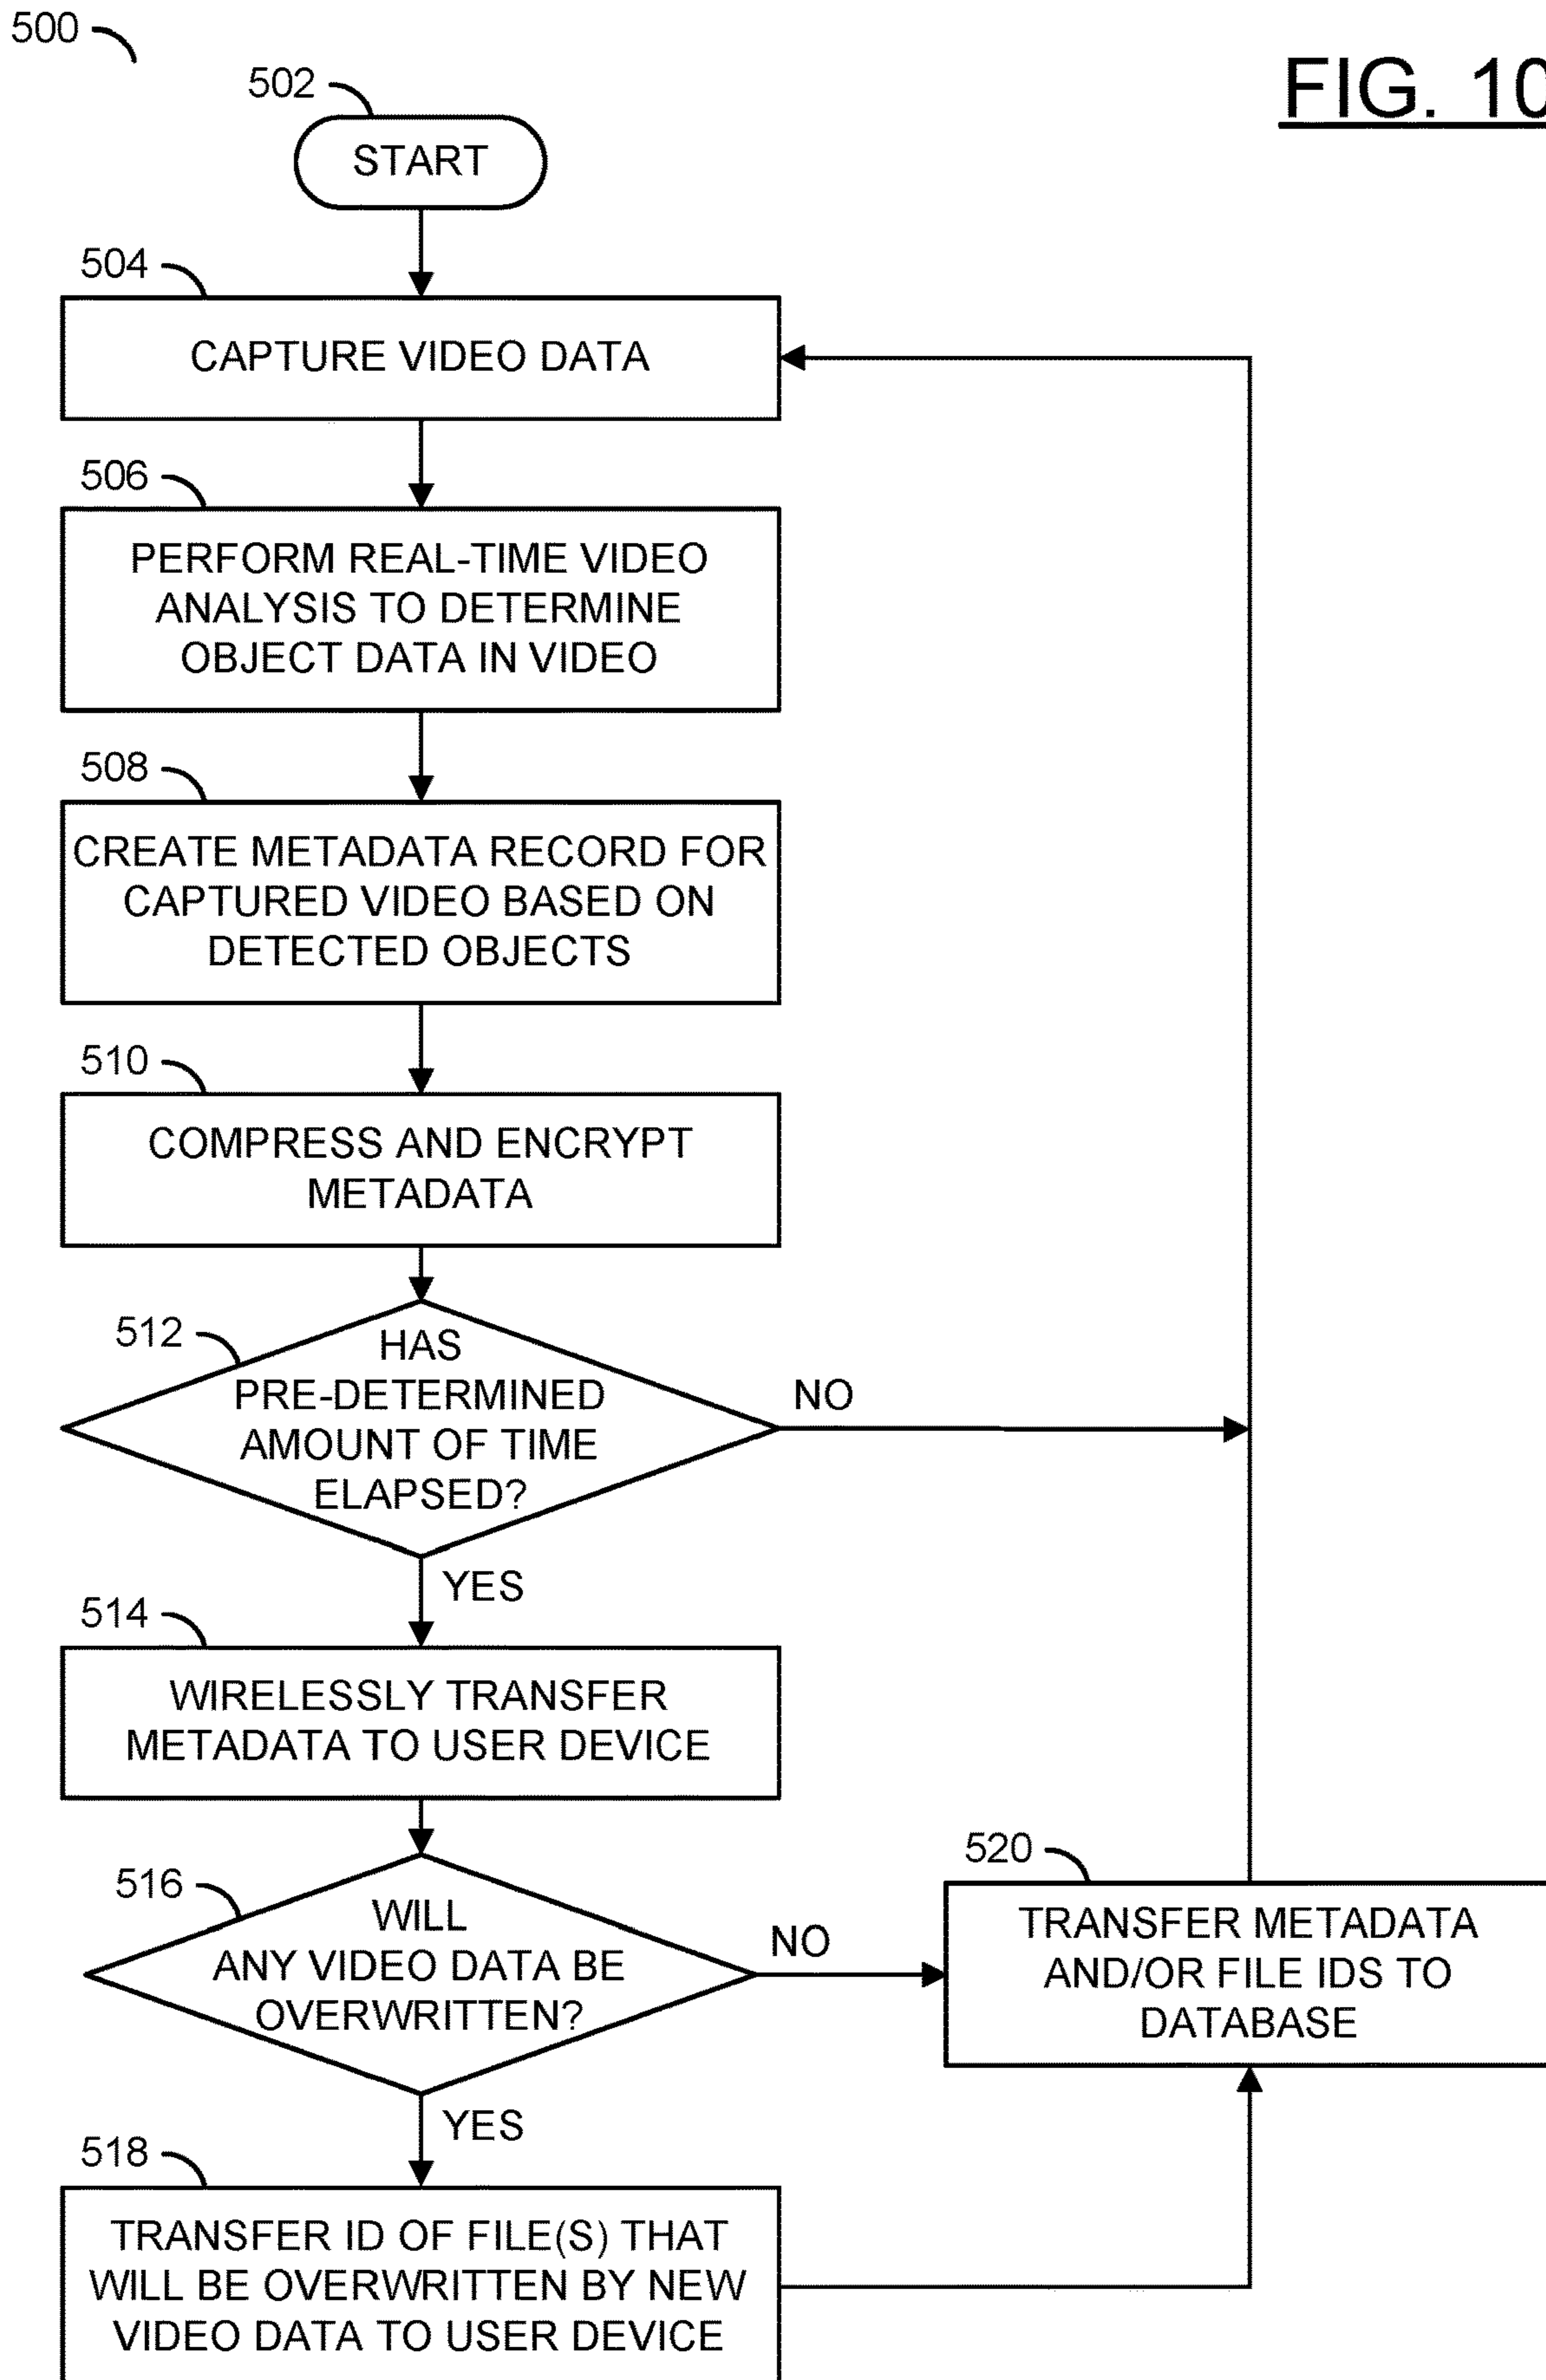 500
FIG. 10
502
START
504
CAPTURE VIDEO DATA
506
PERFORM REAL-TIME VIDEO
ANALYSIS TO DETERMINE
OBJECT DATA IN VIDEO
508
CREATE METADATA RECORD FOR
CAPTURED VIDEO BASED ON
DETECTED OBJECTS
510
COMPRESS AND ENCRYPT
METADATA
512
HAS
PRE-DETERMINED
AMOUNT OF TIME
ELAPSED?
NO
YES
514
WIRELESSLY TRANSFER
METADATA TO USER DEVICE
516
WILL
ANY VIDEO DATA BE
OVERWRITTEN?
NO
520
TRANSFER METADATA
AND/OR FILE IDS TO
DATABASE
YES
518
TRANSFER ID OF FILE(S) THAT
WILL BE OVERWRITTEN BY NEW
VIDEO DATA TO USER DEVICE